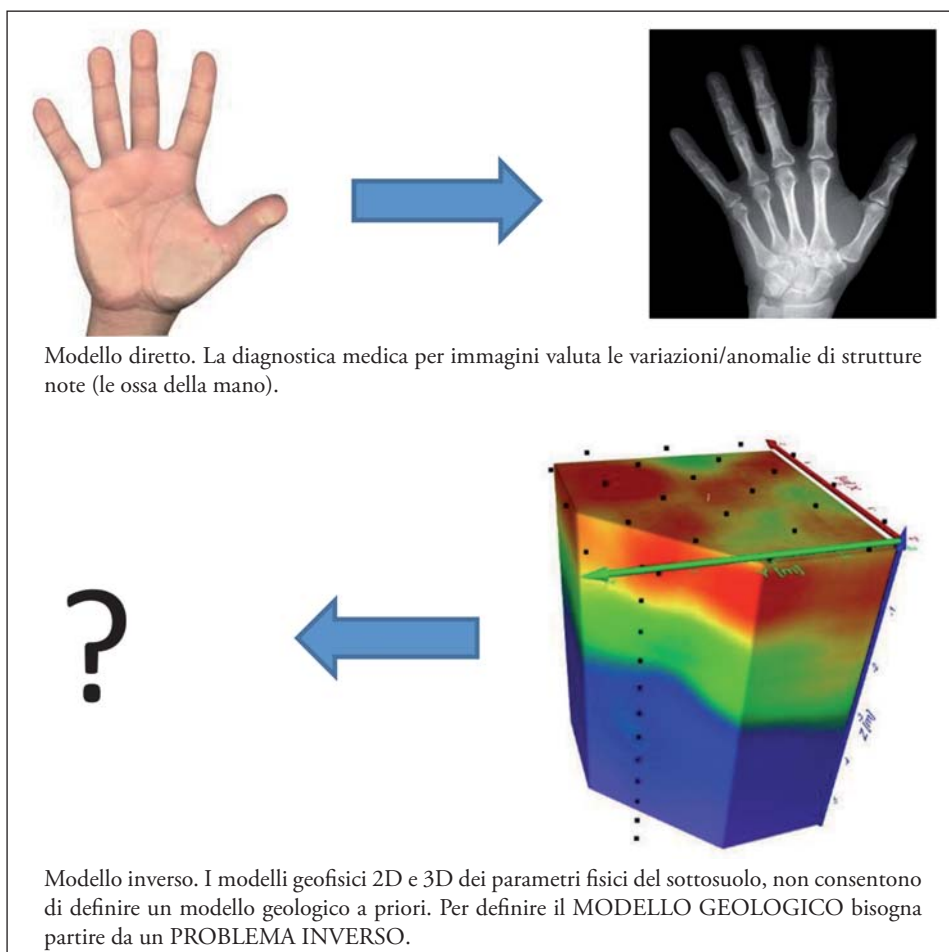 Modello diretto. La diagnostica medica per immagini valuta le variazioni/anomalie di strutture
note (le ossa della mano).
?
Y [m]
Z [m]
Modello inverso. I modelli geofisici 2D e 3D dei parametri fisici del sottosuolo, non consentono
di definire un modello geologico a priori. Per definire il MODELLO GEOLOGICO bisogna
partire da un PROBLEMA INVERSO.